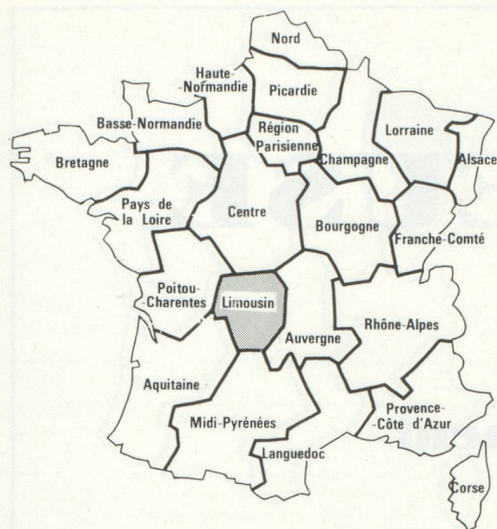 Nord
Haute-
Normandie
Picardie
Basse-Normandie
Région
Parisienne
Lorraine
Champagne
Alsace
Bretagne
Pays de
la Loire
Centre
Bourgogne
Franche-Comté
Poitou-
Charentes
Limousin
Auvergne
Rhône-Alpes
Aquitaine
Midi-Pyrénées
Provence-
Côte d'Azur
Languedoc
Corse